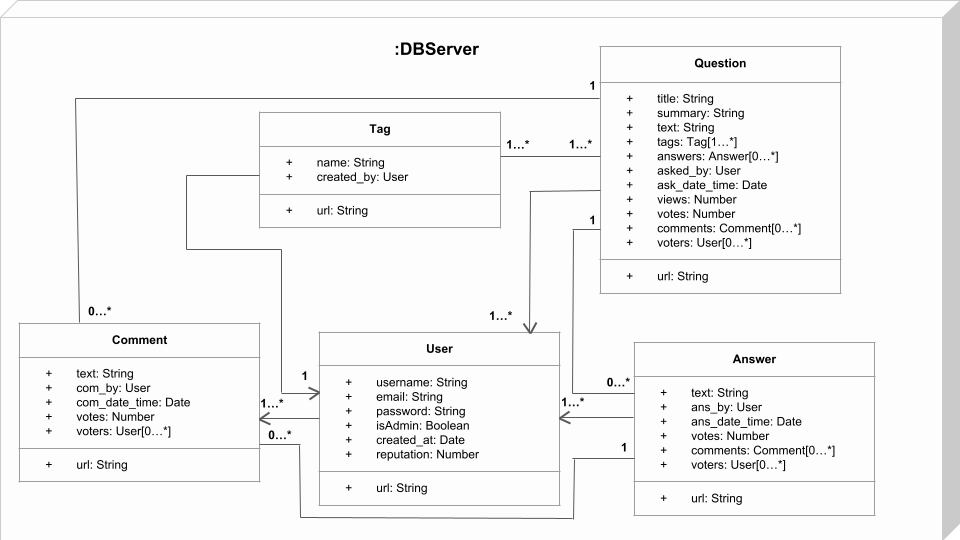 :DBServer
Question
1
+ title: String
+ summary: String
+ text: String
+ tags: Tag[1…*]
+ answers: Answer[0…*]
+ asked_by: User
+ ask_date_time: Date
+ views: Number
+ votes: Number
+ comments: Comment[0…*]
+ voters: User[0…*]
+ url: String
Tag
+ name: String
+ created_by: User
+ url: String
1…*
1…*
1
1…*
0…*
Comment
+ text: String
+ com_by: User
+ com_date_time: Date
+ votes: Number
+ voters: User[0…*]
+ url: String
1
1…*
0…*
User
+ username: String
+ email: String
+ password: String
+ isAdmin: Boolean
+ created_at: Date
+ reputation: Number
+ url: String
0…*
1…*
1
Answer
+ text: String
+ ans_by: User
+ ans_date_time: Date
+ votes: Number
+ comments: Comment[0…*]
+ voters: User[0…*]
+ url: String